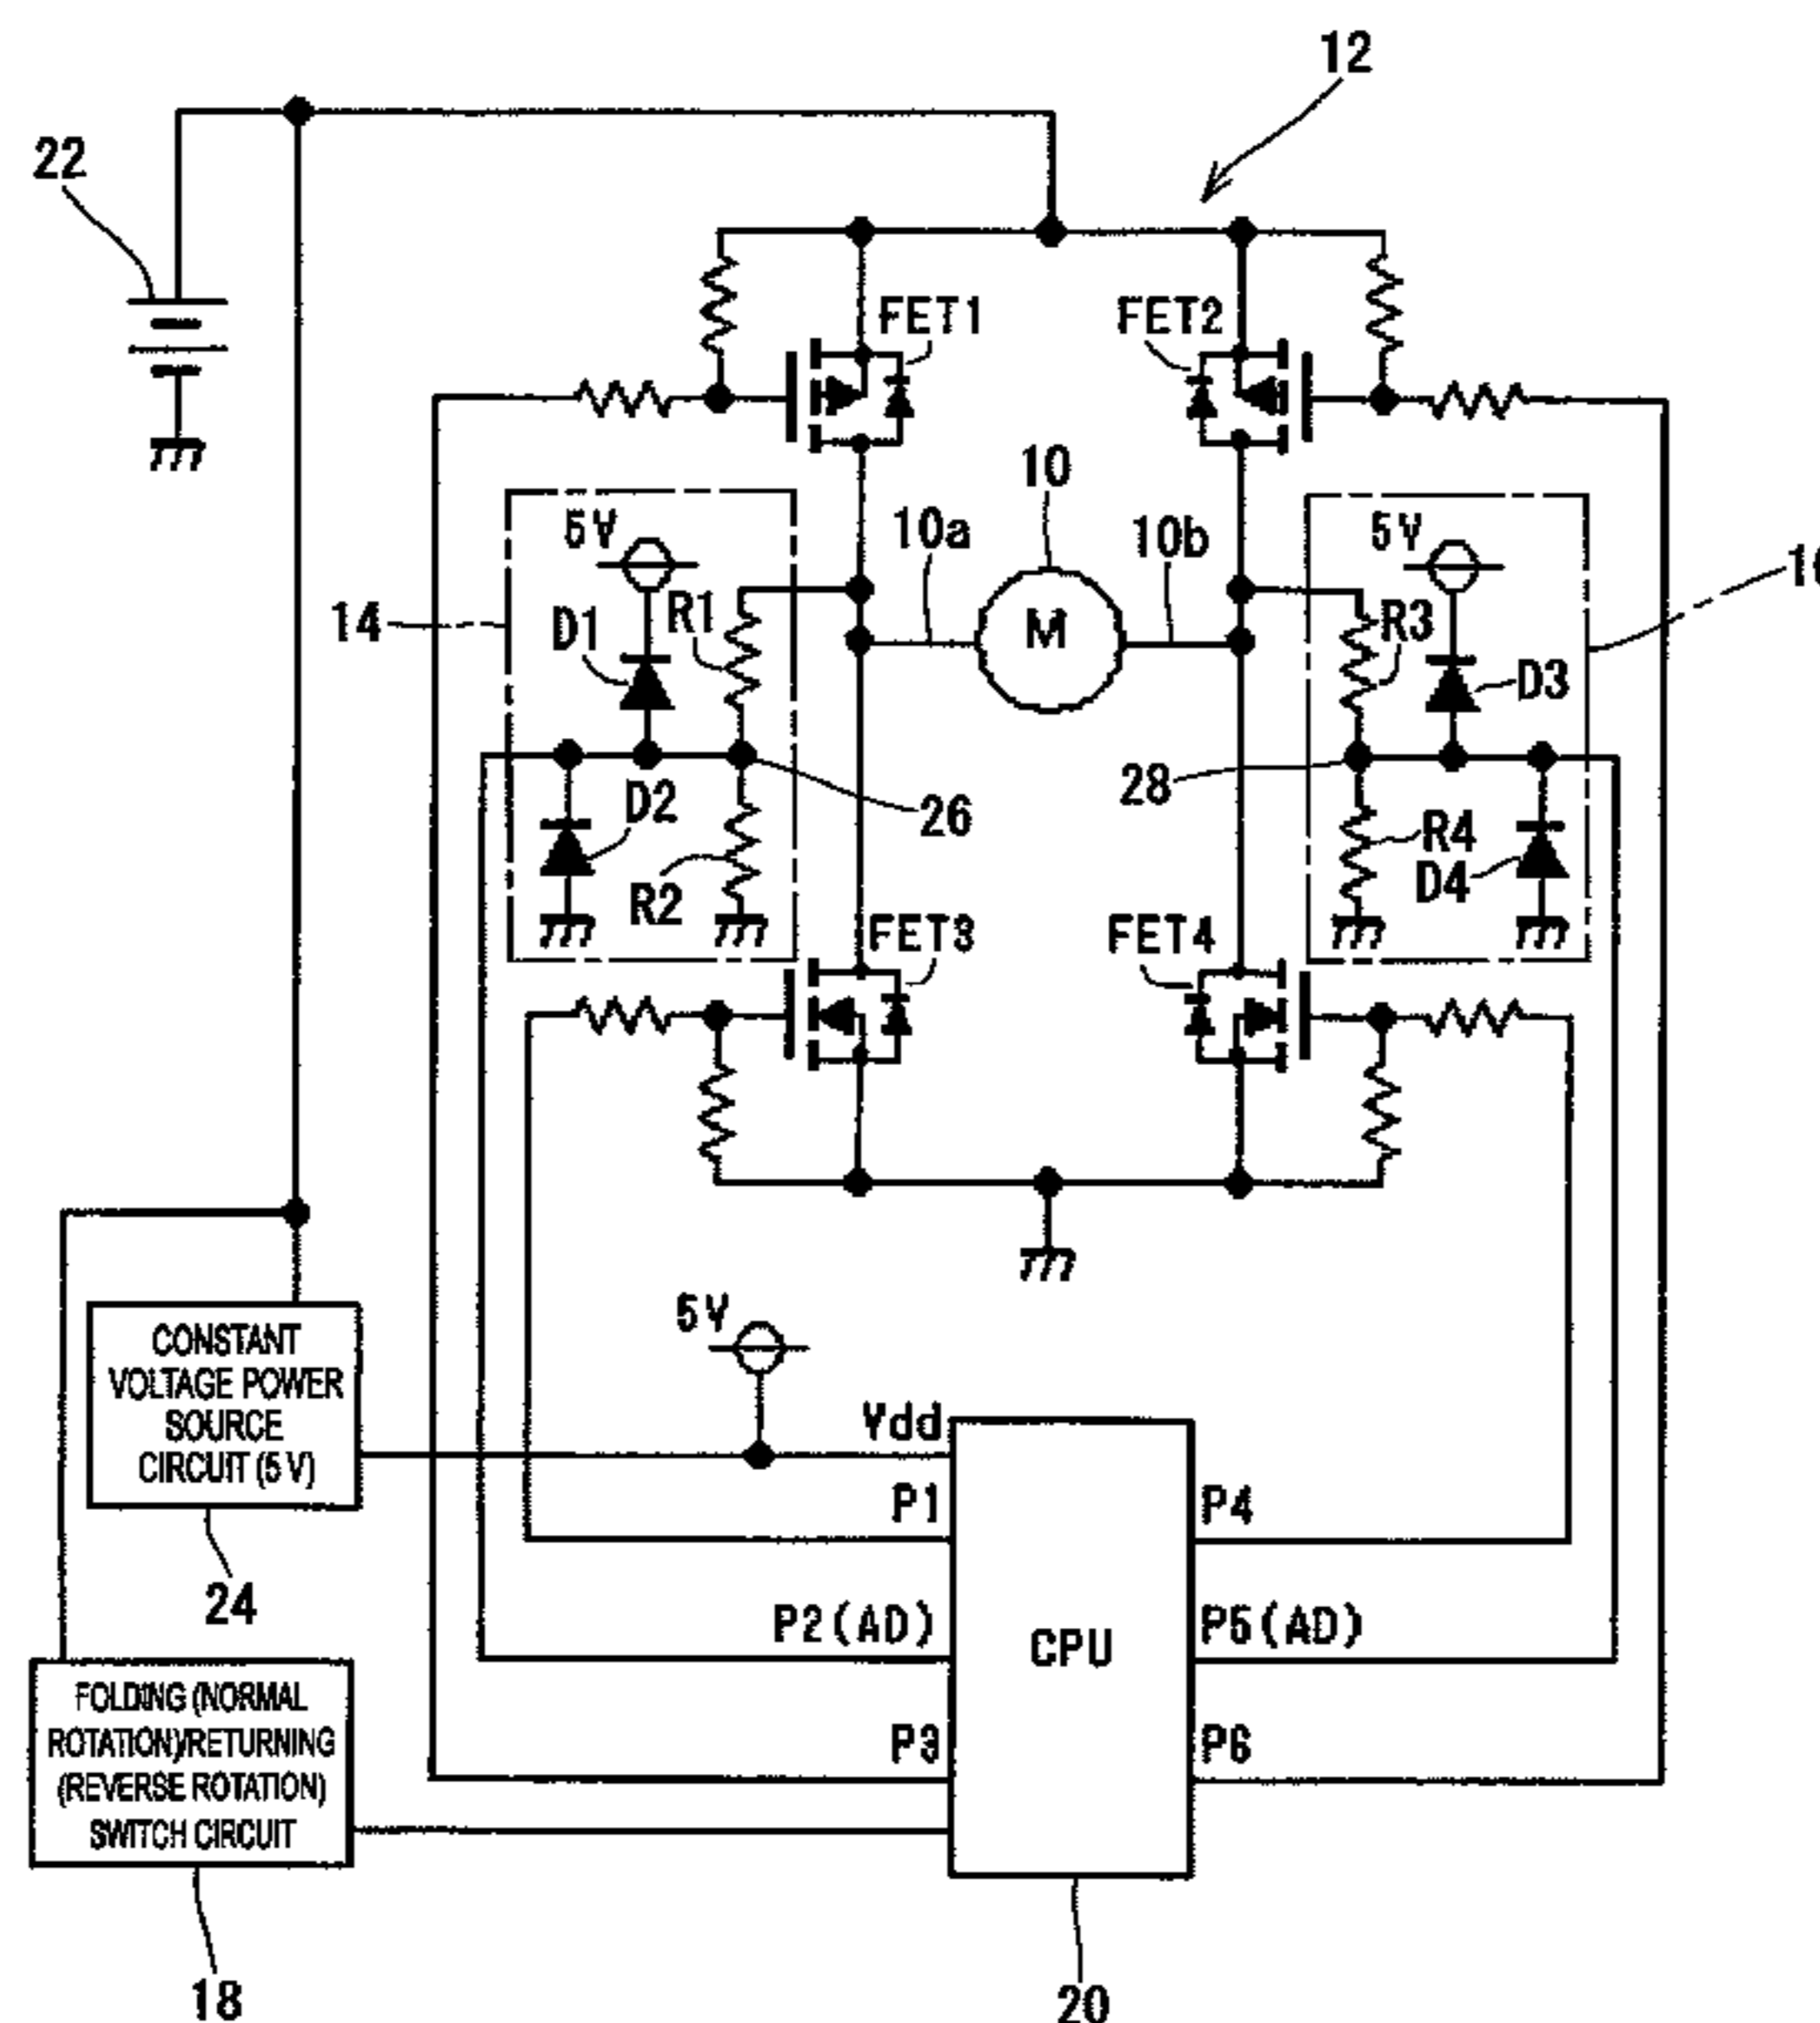 12
22
FET1
FET2
10
10a
10b
5V
5V
14
D1
R1
R3
D3
D2
26
28
R4
R2
D4
FET3
FET4
5V
CONSTANT
VOLTAGE POWER
SOURCE
CIRCUIT (5 V)
Vdd
P1
P4
24
P2(AD)
P5(AD)
CPU
M
FOLDING (NORMAL
ROTATION)/RETURNING
(REVERSE ROTATION)
SWITCH CIRCUIT
P3
P6
18
20